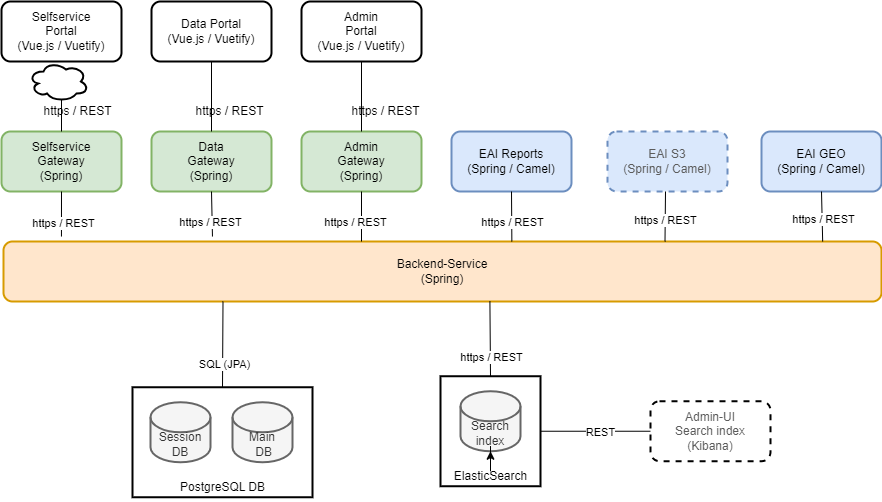 Selfservice
Portal
(Vue.js / Vuetify)
Data Portal
(Vue.js / Vuetify)
Admin
Portal
(Vue.js / Vuetify)
https / REST
https / REST
https / REST
Selfservice
Gateway
(Spring)
Data
Gateway
(Spring)
Admin
Gateway
(Spring)
EAI Reports
(Spring / Camel)
EAI S3
(Spring / Camel)
EAI GEO
(Spring / Camel)
https / REST
https / REST
https / REST
https / REST
https / REST
https / REST
Backend-Service
(Spring)
SQL (JPA)
https / REST
Session
DB
Main
DB
PostgreSQL DB
Search
index
ElasticSearch
REST
Admin-UI
Search index
(Kibana)